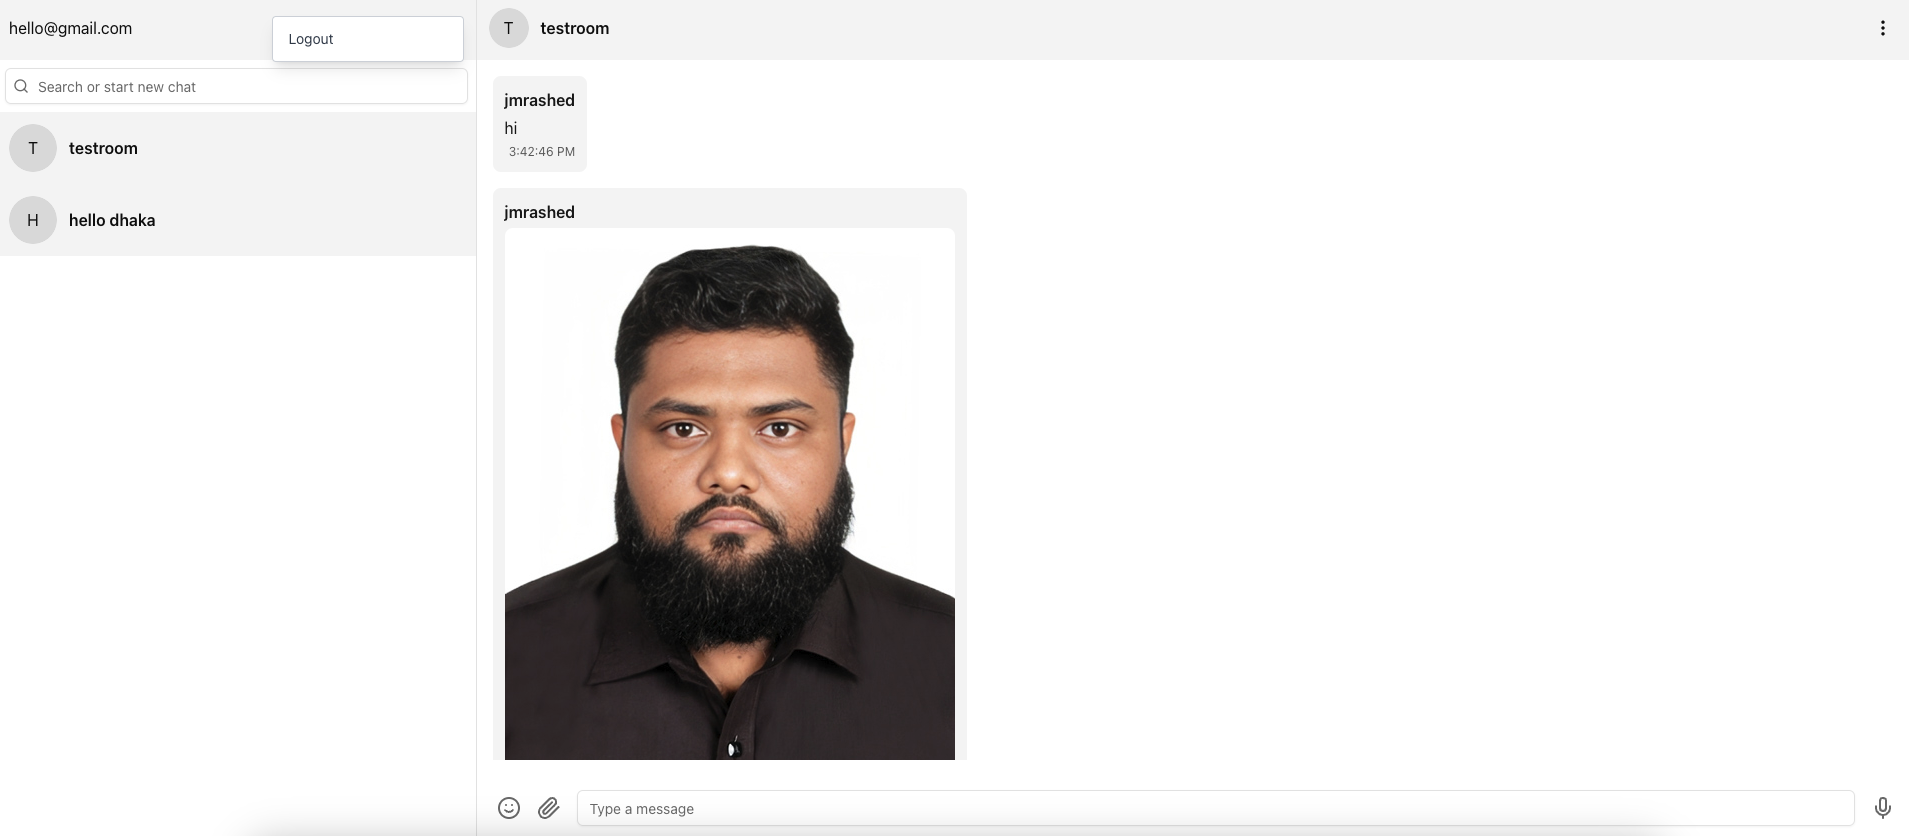 hello@gmail.com
Logout
Search or start new chat
T
testroom
H
hello dhaka
T
testroom
jmrashed
hi
3:42:46 PM
jmrashed
Type a message